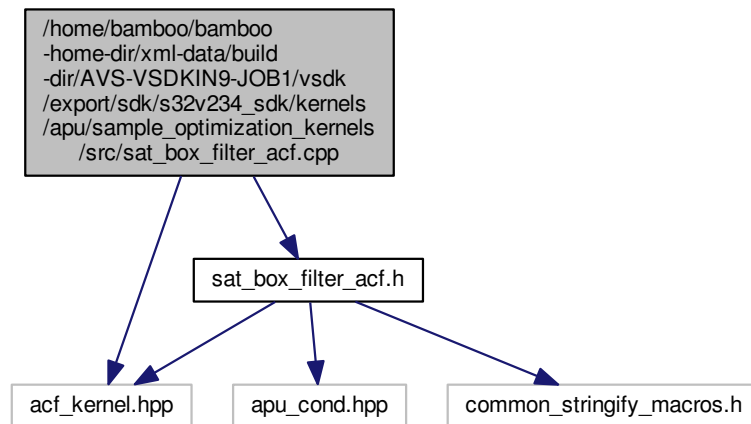 /home/bamboo/bamboo
-home-dir/xml-data/build
-dir/AVS-VSDKIN9-JOB1/vsdk
/export/sdk/s32v234_sdk/kernels
/apu/sample_optimization_kernels
/src/sat_box_filter_acf.cpp
sat_box_filter_acf.h
acf_kernel.hpp
apu_cond.hpp
common_stringify_macros.h